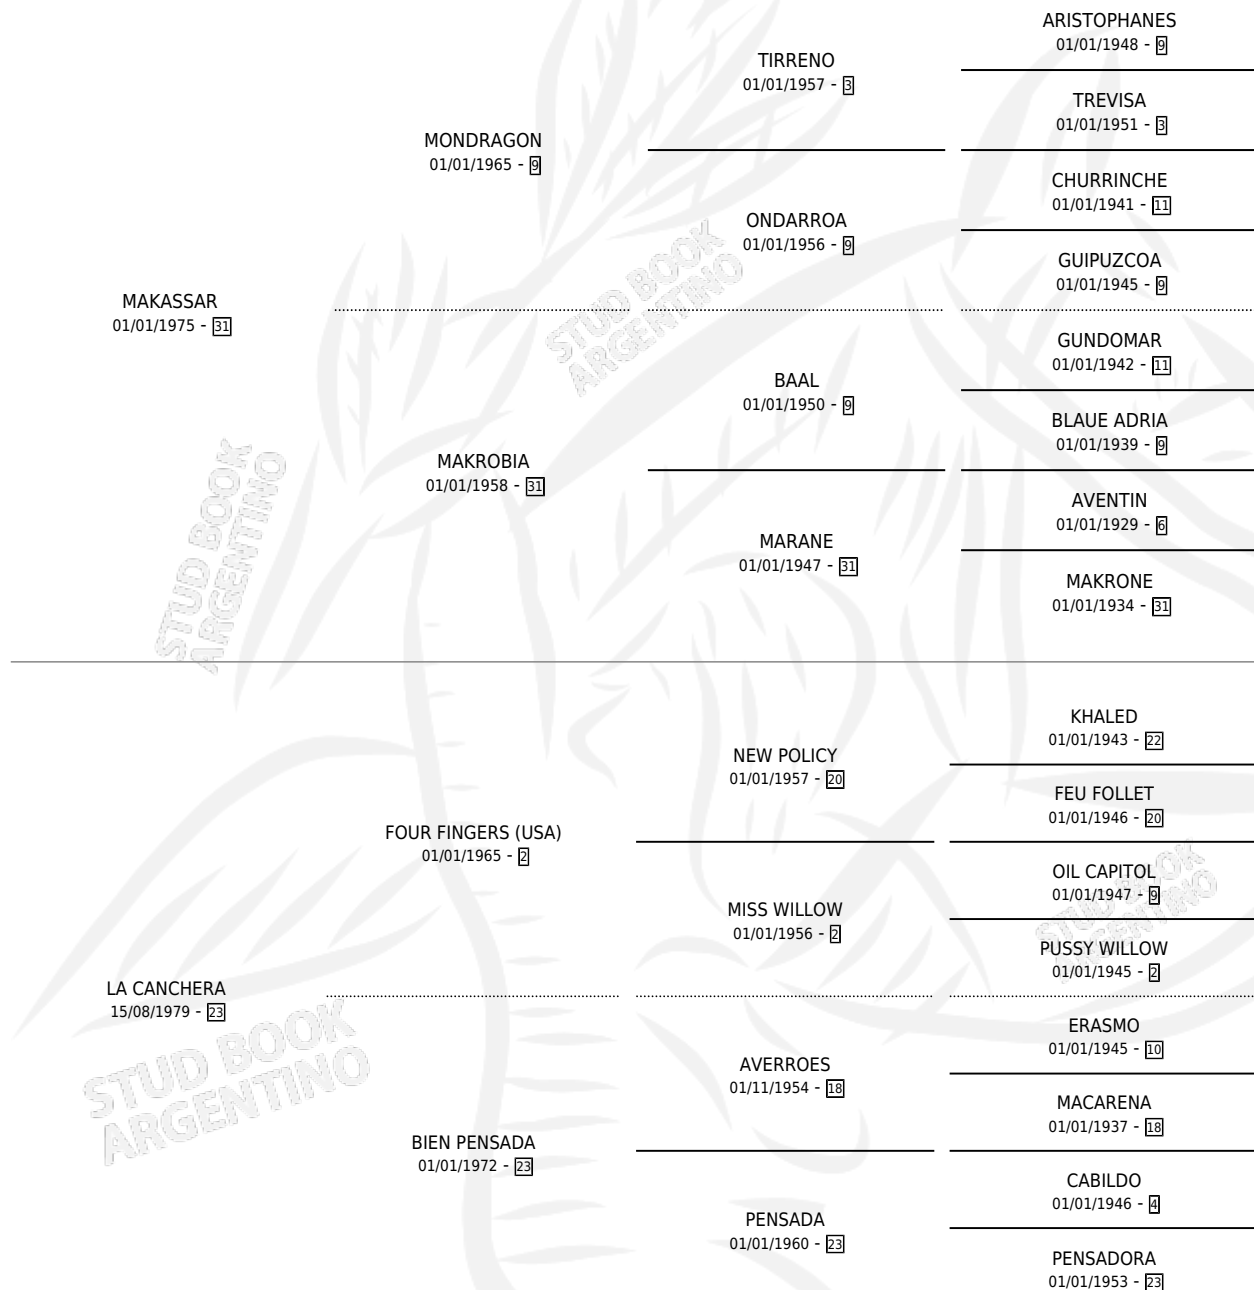 ARISTOPHANES
01/01/1948 - 9
TIRRENO
01/01/1957 - 3
TREVISA
01/01/1951 - 3
MONDRAGON
01/01/1965 - 9
CHURRINCHE
01/01/1941 - 11
ONDARROA
01/01/1956 - 9
GUIPUZCOA
01/01/1945 - 9
MAKASSAR
01/01/1975 - 31
GUNDOMAR
01/01/1942 - 11
BAAL
01/01/1950 - 9
BLAUE ADRIA
01/01/1939 - 9
MAKROBIA
01/01/1958 - 31
AVENTIN
01/01/1929 - 6
MARANE
01/01/1947 - 31
MAKRONE
01/01/1934 - 31
KHALED
01/01/1943 - 22
NEW POLICY
01/01/1957 - 20
FEU FOLLET
01/01/1946 - 20
FOUR FINGERS (USA)
01/01/1965 - 2
OIL CAPITOL
01/01/1947 - 9
MISS WILLOW
01/01/1956 - 2
PUSSY WILLOW
01/01/1945 - 2
LA CANCHERA
15/08/1979 - 23
ERASMO
01/01/1945 - 10
AVERROES
01/11/1954 - 18
MACARENA
01/01/1937 - 18
BIEN PENSADA
01/01/1972 - 23
CABILDO
01/01/1946 - 4
PENSADA
01/01/1960 - 23
PENSADORA
01/01/1953 - 23
STUD BOOK
ARGENTINO
STUD BOOK
ARGENTINO
STUD BOOK
ARGENTINO
STUD BOOK
ARGENTINO